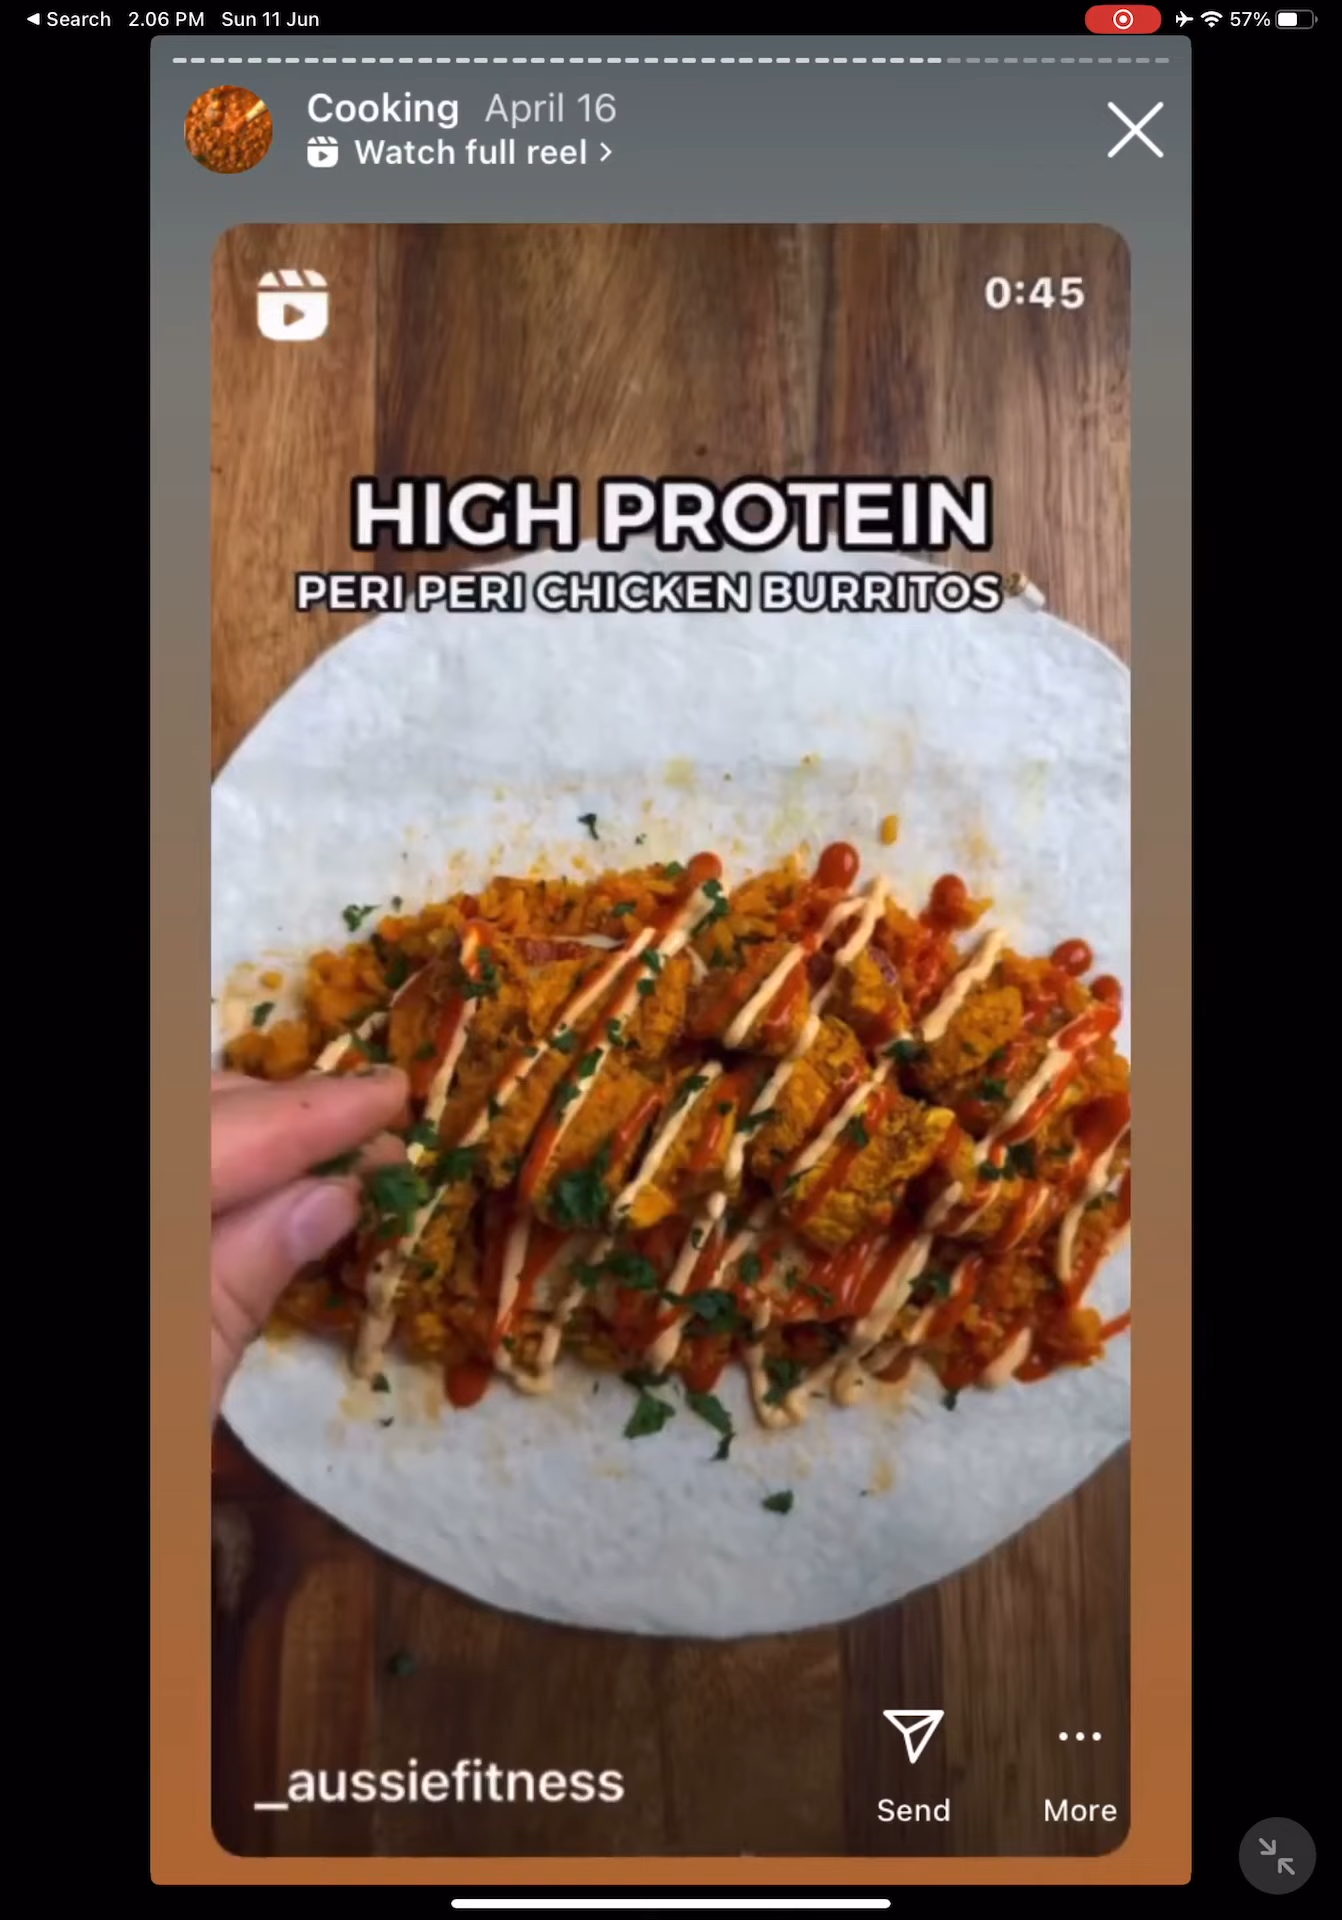 Search 2.06 PM Sun 11 Jun 57%
Cooking April 16
Watch full reel
0:45
HIGH PROTEIN
PERI PERI CHICKEN BURRITOS
_aussiefitness
Send
More